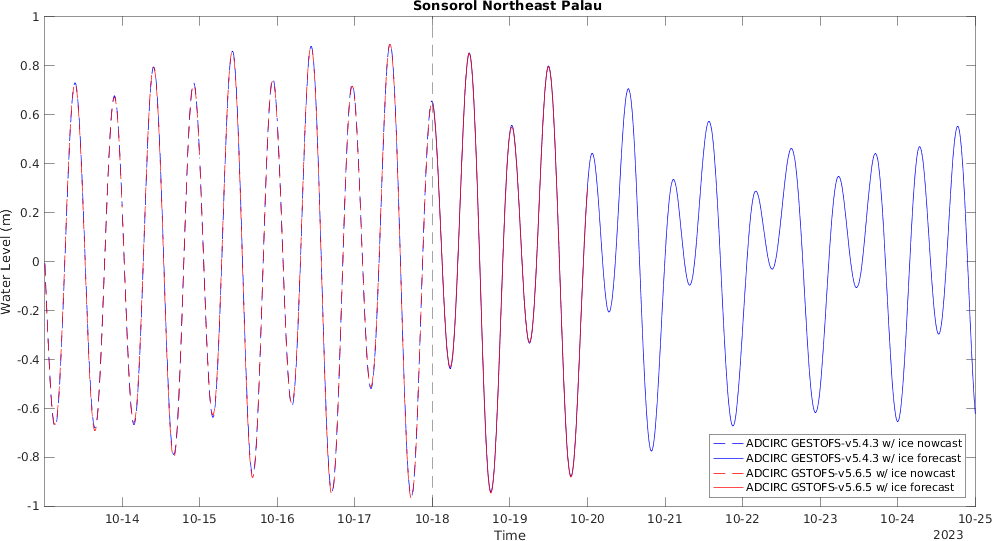 Sonsorol Northeast Palau
1
0.8
0.6
0.4
0.2
0
-0.2
-0.4
-0.6
-0.8
-1
Water Level (m)
ADCIRC GESTOFS-v5.4.3 w/ ice nowcast
ADCIRC GESTOFS-v5.4.3 w/ ice forecast
ADCIRC GSTOFS-v5.6.5 w/ ice nowcast
ADCIRC GSTOFS-v5.6.5 w/ ice forecast
10-14 10-15 10-16 10-17 10-18 10-19 10-20 10-21 10-22 10-23 10-24 10-25
Time
2023